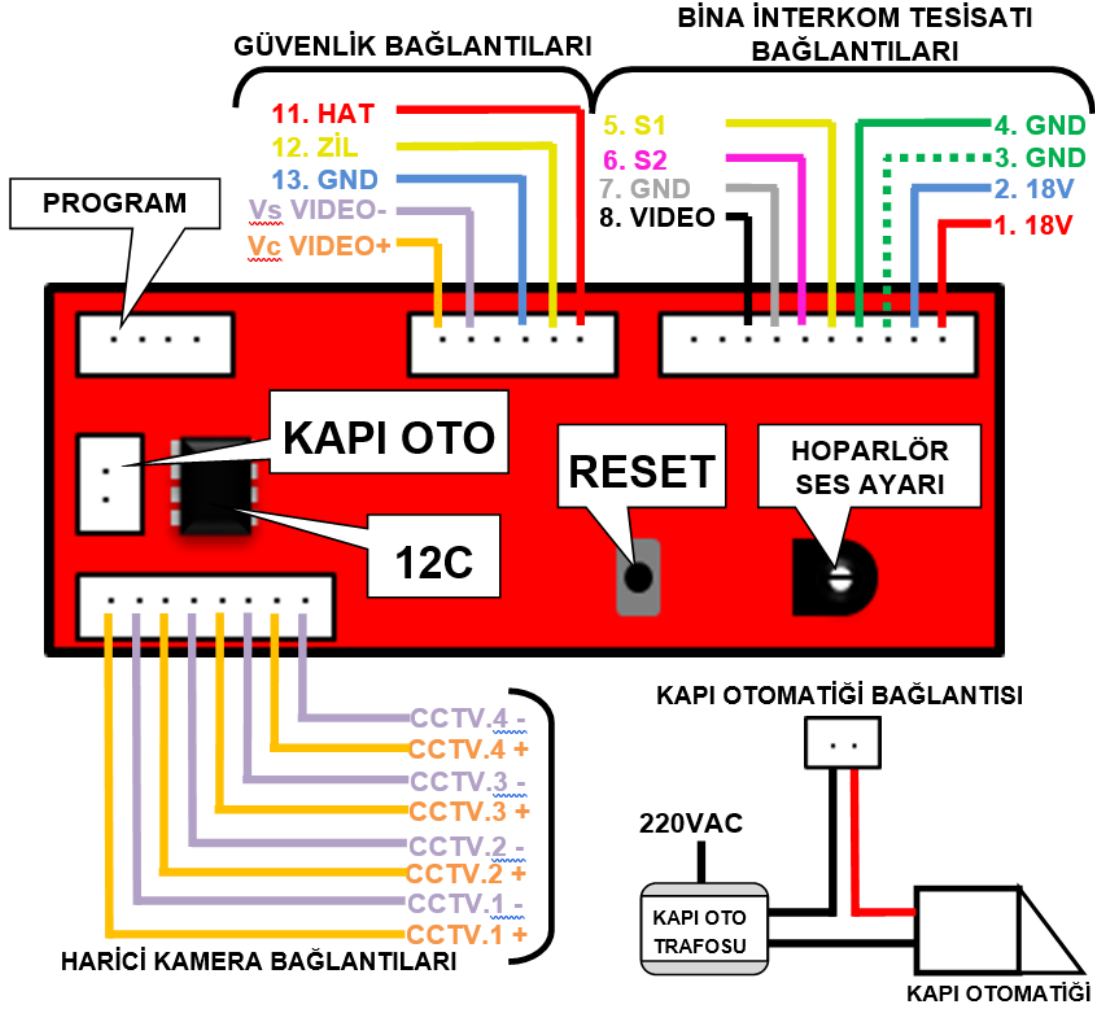 GÜVENLİK BAĞLANTILARI
BİNA İNTERKOM TESİSATI
BAĞLANTILARI
11. HAT
12. ZİL
13. GND
Vs VIDEO-
Vc VIDEO+
5. S1
6. S2
7. GND
8. VIDEO
4. GND
3. GND
2. 18V
1. 18V
PROGRAM
KAPI OTO
12C
RESET
HOPARLÖR
SES AYARI
CCTV.4 -
CCTV.4 +
CCTV.3 -
CCTV.3 +
CCTV.2 -
CCTV.2 +
CCTV.1 -
CCTV.1 +
HARİCİ KAMERA BAĞLANTILARI
KAPI OTOMATİĞİ BAĞLANTISI
220VAC
KAPI OTO
TRAFOSU
KAPI OTOMATİĞİ